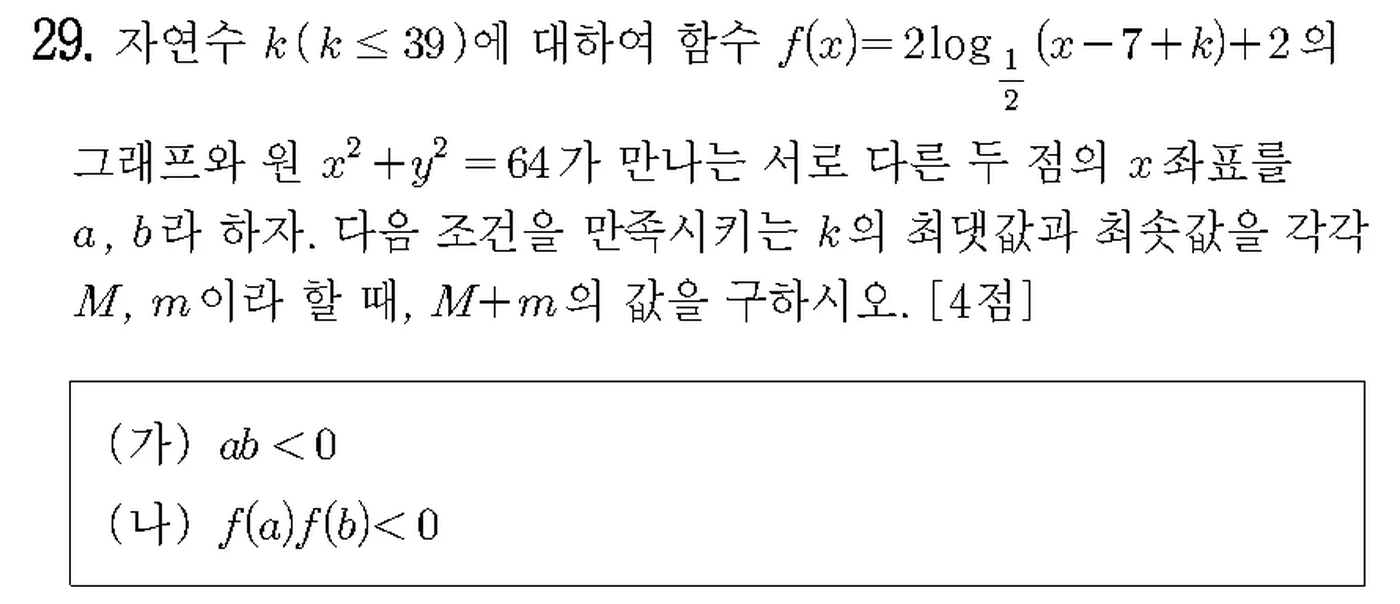 29. 자연수 k(k ≤ 39)에 대하여 함수 f(x)=2log_{1/2}(x−7+k)+2의
그래프와 원 x²+y²=64가 만나는 서로 다른 두 점의 x좌표를
a, b라 하자. 다음 조건을 만족시키는 k의 최댓값과 최솟값을 각각
M, m이라 할 때, M+m의 값을 구하시오. [4점]
(가) ab<0
(나) f(a)f(b)<0